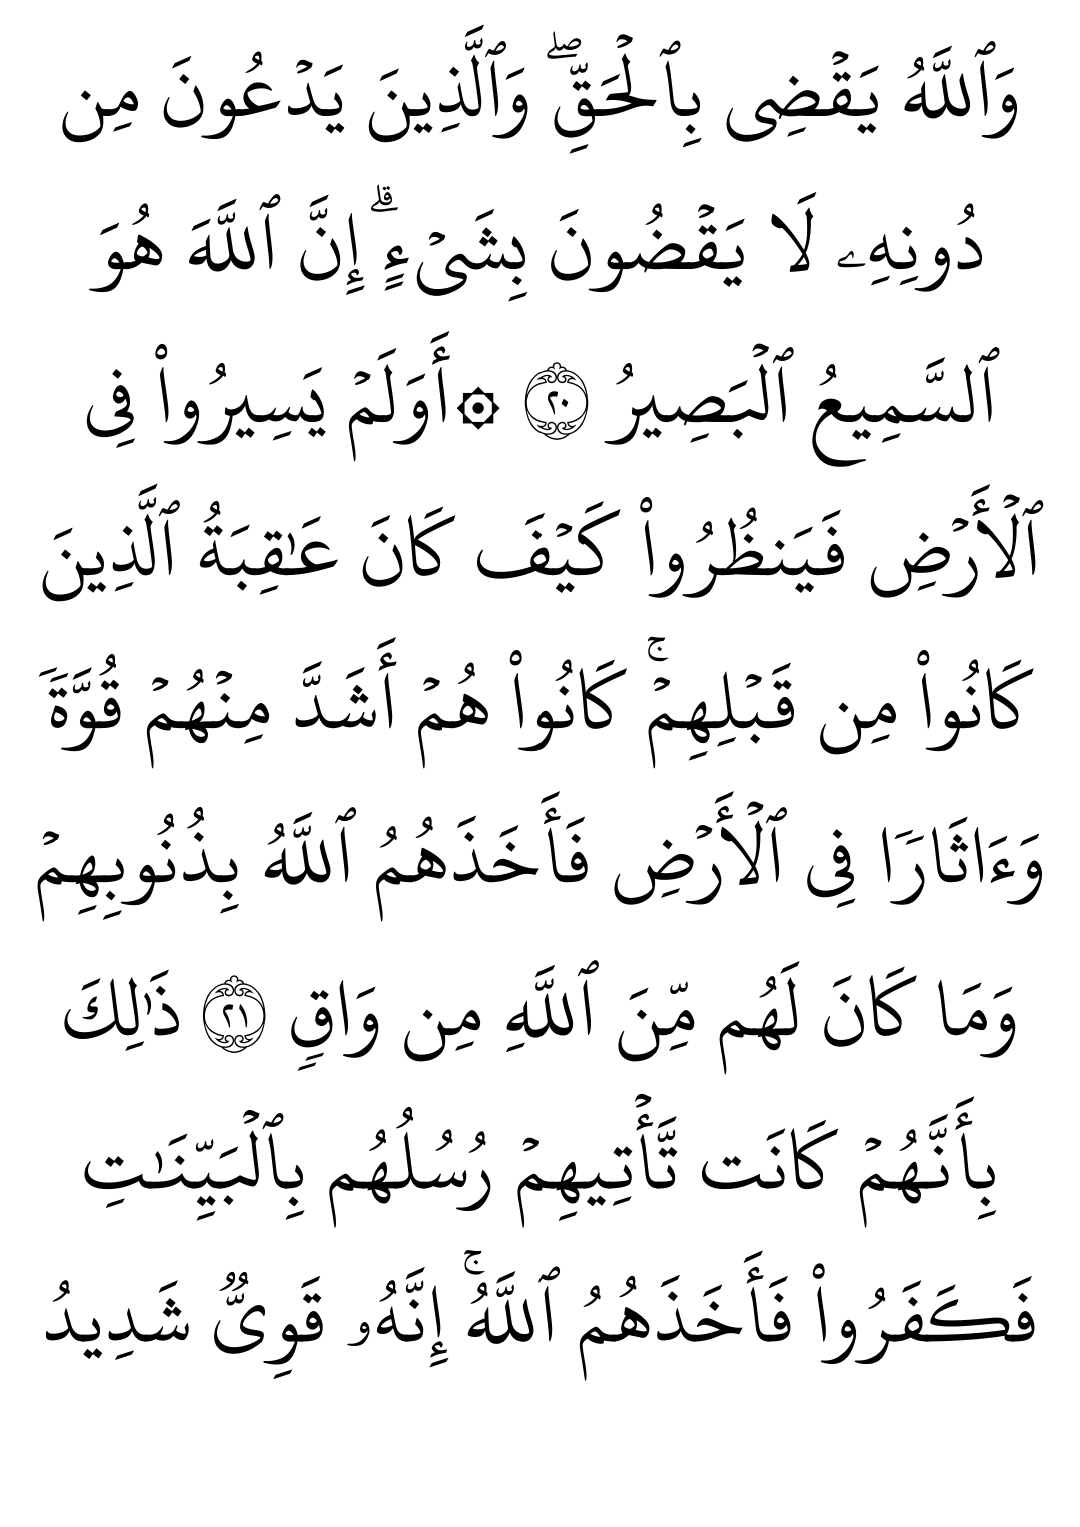 وَٱللَّهُ يَقۡضِى بِٱلۡحَقِّۖ وَٱلَّذِينَ يَدۡعُونَ مِن
دُونِهِۦ لَا يَقۡضُونَ بِشَىۡءٍۗ إِنَّ ٱللَّهَ هُوَ
ٱلسَّمِيعُ ٱلۡبَصِيرُ ۝٢٠ ۞أَوَلَمۡ يَسِيرُوا۟ فِى
ٱلۡأَرۡضِ فَيَنظُرُوا۟ كَيۡفَ كَانَ عَـٰقِبَةُ ٱلَّذِينَ
كَانُوا۟ مِن قَبۡلِهِمۡۚ كَانُوا۟ هُمۡ أَشَدَّ مِنۡهُمۡ قُوَّةࣰ
وَءَاثَارࣰا فِى ٱلۡأَرۡضِ فَأَخَذَهُمُ ٱللَّهُ بِذُنُوبِهِمۡ
وَمَا كَانَ لَهُم مِّنَ ٱللَّهِ مِن وَاقࣲ ۝٢١ ذَٰلِكَ
بِأَنَّهُمۡ كَانَت تَّأۡتِيهِمۡ رُسُلُهُم بِٱلۡبَيِّنَـٰتِ
فَكَفَرُوا۟ فَأَخَذَهُمُ ٱللَّهُۚ إِنَّهُۥ قَوِىࣱّ شَدِيدُ